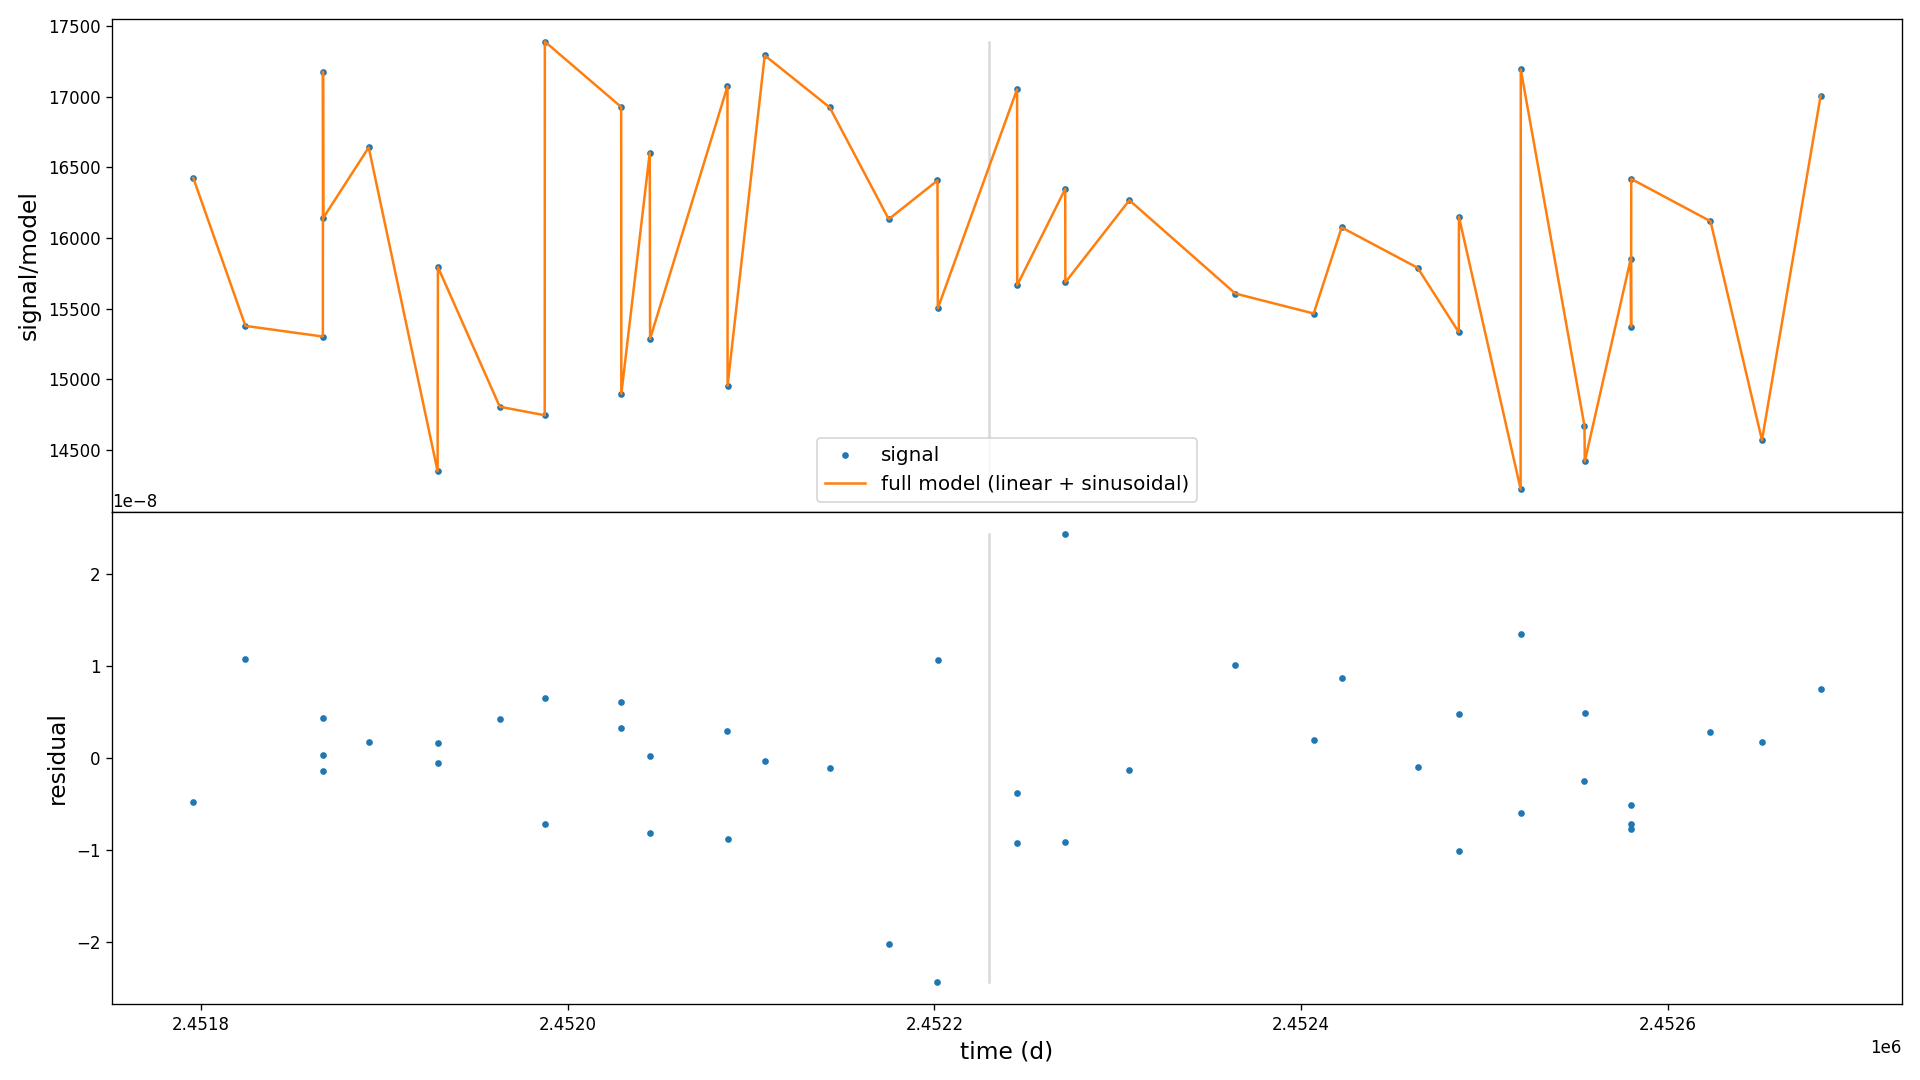 17500
17000
16500
16000
15500
15000
14500
signal/model
signal
full model (linear + sinusoidal)
1e−8
2
1
0
−1
−2
residual
2.4518
2.4520
2.4522
2.4524
2.4526
time (d)
1e6